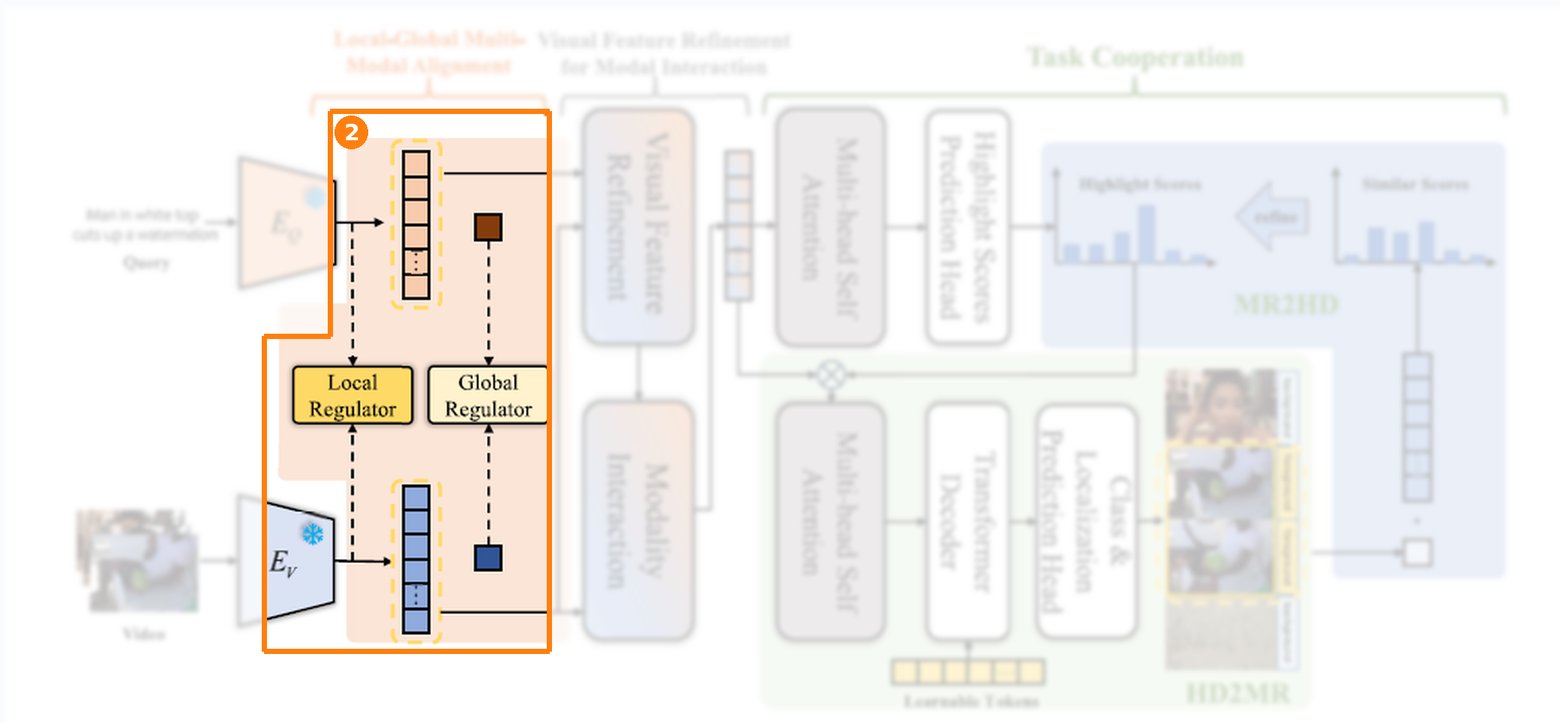 Local-Global Multi-
Modal Alignment
Visual Feature Refinement
for Modal Interaction
Task Cooperation
2
Man in white top
cuts up a watermelon
Query
E_Q
Visual Feature
Refinement
Multi-head Self
Attention
Highlight Scores
Prediction Head
Highlight Scores
refine
Similar Scores
MR2HD
Local
Regulator
Global
Regulator
E_V
Video
Modality
Interaction
Multi-head Self
Attention
Transformer
Decoder
Class &
Localization
Prediction Head
Learnable Tokens
HD2MR